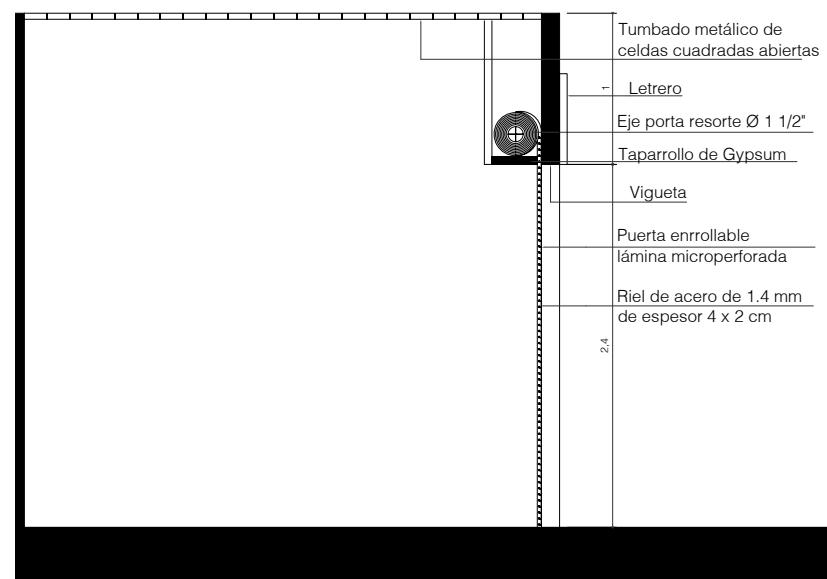 Tumbado metálico de
celdas cuadradas abiertas
1
Letrero
Eje porta resorte Ø 1 1/2"
Taparrollo de Gypsum
Vigueta
Puerta enrrollable
lámina microperforada
Riel de acero de 1.4 mm
de espesor 4 x 2 cm
2,4